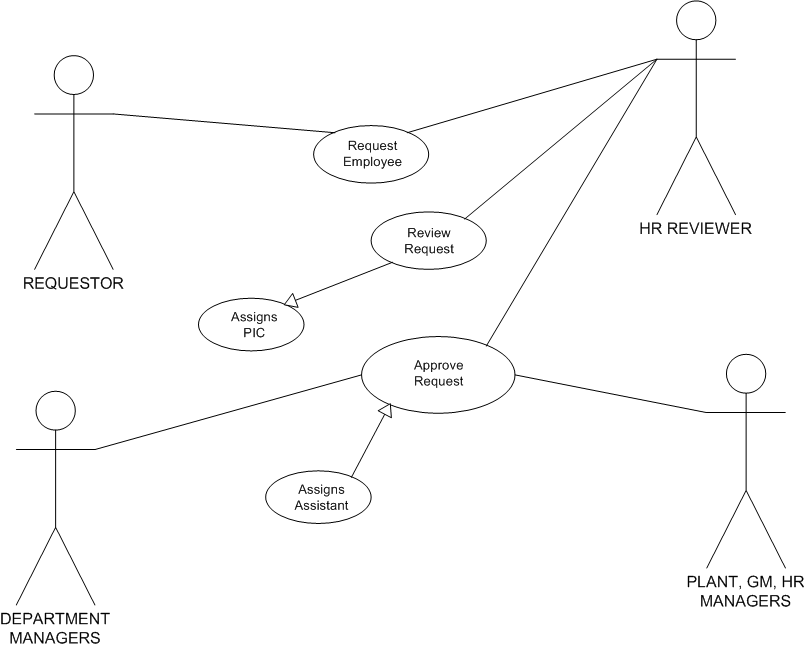 Request
Employee
HR REVIEWER
Review
Request
REQUESTOR
Assigns
PIC
Approve
Request
Assigns
Assistant
PLANT, GM, HR
MANAGERS
DEPARTMENT
MANAGERS